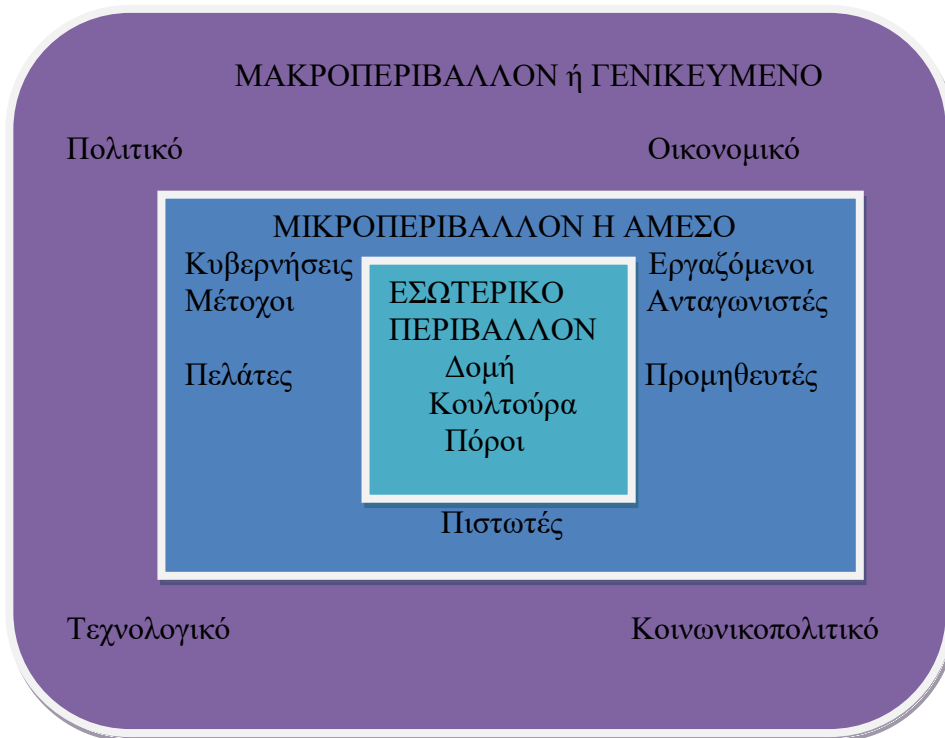 ΜΑΚΡΟΠΕΡΙΒΑΛΛΟΝ ή ΓΕΝΙΚΕΥΜΕΝΟ
Πολιτικό Οικονομικό
ΜΙΚΡΟΠΕΡΙΒΑΛΛΟΝ Η ΑΜΕΣΟ
Κυβερνήσεις
Μέτοχοι
Πελάτες
ΕΣΩΤΕΡΙΚΟ
ΠΕΡΙΒΑΛΛΟΝ
Δομή
Κουλτούρα
Πόροι
Εργαζόμενοι
Ανταγωνιστές
Προμηθευτές
Πιστωτές
Τεχνολογικό Κοινωνικοπολιτικό